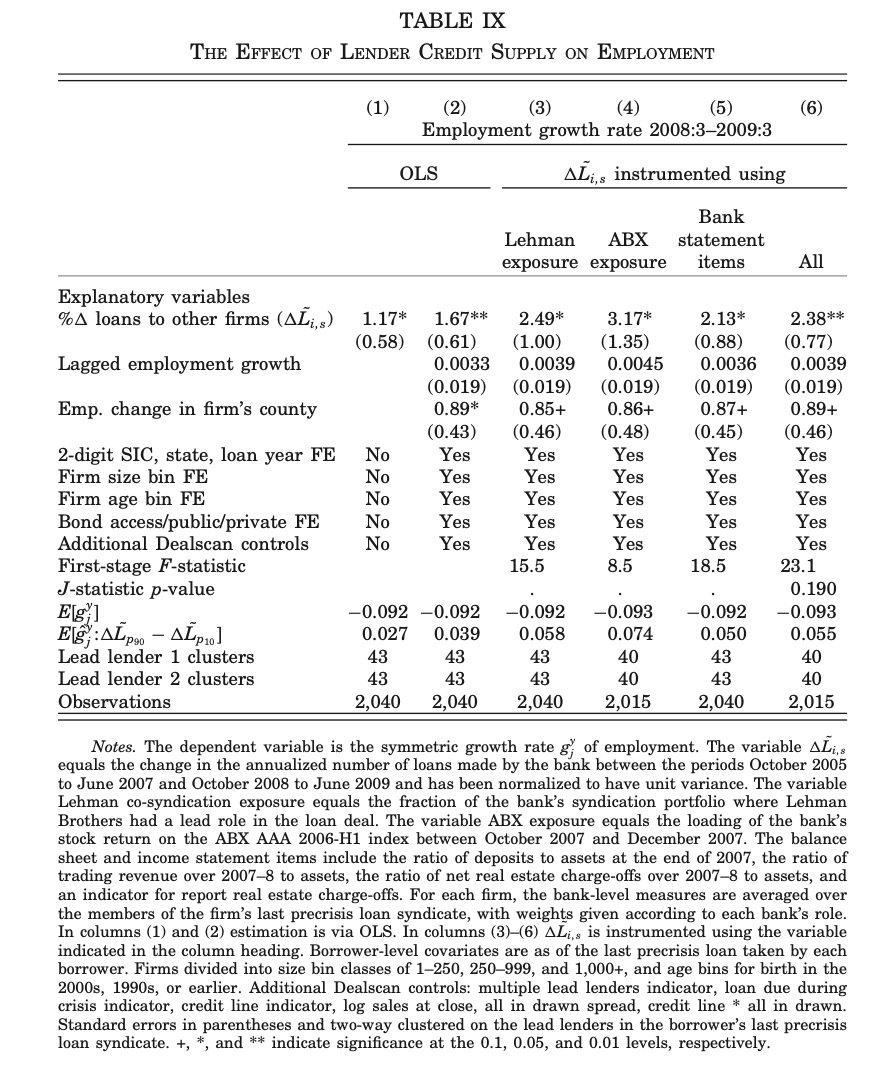 TABLE IX
THE EFFECT OF LENDER CREDIT SUPPLY ON EMPLOYMENT
(1) (2) (3) (4) (5) (6)
Employment growth rate 2008:3–2009:3
OLS ΔL̃i,s instrumented using
Bank
Lehman ABX statement
exposure exposure items All
Explanatory variables
%Δ loans to other firms (ΔL̃i,s) 1.17* 1.67** 2.49* 3.17* 2.13* 2.38**
(0.58) (0.61) (1.00) (1.35) (0.88) (0.77)
Lagged employment growth 0.0033 0.0039 0.0045 0.0036 0.0039
(0.019) (0.019) (0.019) (0.019) (0.019)
Emp. change in firm's county 0.89* 0.85+ 0.86+ 0.87+ 0.89+
(0.43) (0.46) (0.48) (0.45) (0.46)
2-digit SIC, state, loan year FE No Yes Yes Yes Yes Yes
Firm size bin FE No Yes Yes Yes Yes Yes
Firm age bin FE No Yes Yes Yes Yes Yes
Bond access/public/private FE No Yes Yes Yes Yes Yes
Additional Dealscan controls No Yes Yes Yes Yes Yes
First-stage F-statistic 15.5 8.5 18.5 23.1
J-statistic p-value . . . 0.190
E[gjy] −0.092 −0.092 −0.092 −0.093 −0.092 −0.093
E[ĝjy:ΔL̃p90 − ΔL̃p10] 0.027 0.039 0.058 0.074 0.050 0.055
Lead lender 1 clusters 43 43 43 40 43 40
Lead lender 2 clusters 43 43 43 40 43 40
Observations 2,040 2,040 2,040 2,015 2,040 2,015
Notes. The dependent variable is the symmetric growth rate gjy of employment. The variable ΔL̃i,s
equals the change in the annualized number of loans made by the bank between the periods October 2005
to June 2007 and October 2008 to June 2009 and has been normalized to have unit variance. The variable
Lehman co-syndication exposure equals the fraction of the bank's syndication portfolio where Lehman
Brothers had a lead role in the loan deal. The variable ABX exposure equals the loading of the bank's
stock return on the ABX AAA 2006-H1 index between October 2007 and December 2007. The balance
sheet and income statement items include the ratio of deposits to assets at the end of 2007, the ratio of
trading revenue over 2007–8 to assets, the ratio of net real estate charge-offs over 2007–8 to assets, and
an indicator for report real estate charge-offs. For each firm, the bank-level measures are averaged over
the members of the firm's last precrisis loan syndicate, with weights given according to each bank's role.
In columns (1) and (2) estimation is via OLS. In columns (3)–(6) ΔL̃i,s is instrumented using the variable
indicated in the column heading. Borrower-level covariates are as of the last precrisis loan taken by each
borrower. Firms divided into size bin classes of 1–250, 250–999, and 1,000+, and age bins for birth in the
2000s, 1990s, or earlier. Additional Dealscan controls: multiple lead lenders indicator, loan due during
crisis indicator, credit line indicator, log sales at close, all in drawn spread, credit line * all in drawn.
Standard errors in parentheses and two-way clustered on the lead lenders in the borrower's last precrisis
loan syndicate. +, *, and ** indicate significance at the 0.1, 0.05, and 0.01 levels, respectively.